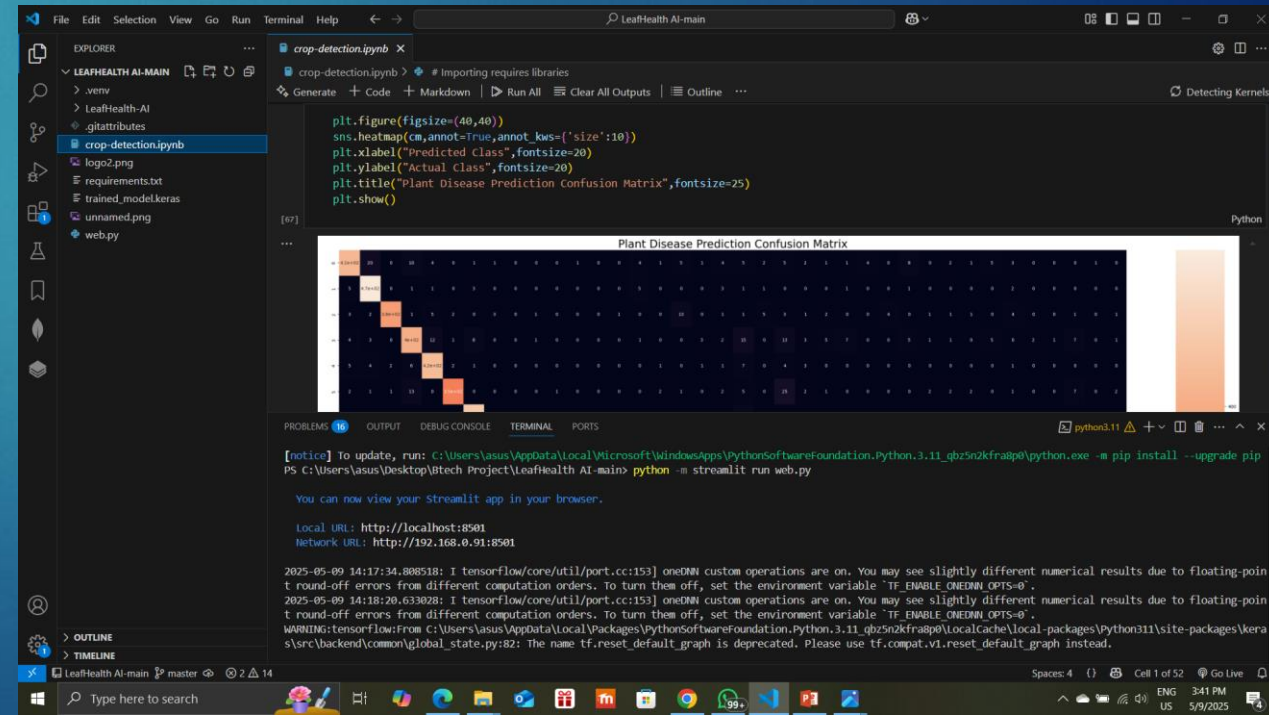 File Edit Selection View Go Run Terminal Help
LeafHealth AI-main
EXPLORER
LEAFHEALTH AI-MAIN
.venv
LeafHealth-AI
.gitattributes
crop-detection.ipynb
logo2.png
requirements.txt
trained_model.keras
unnamed.png
web.py
OUTLINE
TIMELINE
crop-detection.ipynb
crop-detection.ipynb > # Importing requires libraries
Generate + Code + Markdown | Run All Clear All Outputs | Outline ...
Detecting Kernels
plt.figure(figsize=(40,40))
sns.heatmap(cm,annot=True,annot_kws={'size':10})
plt.xlabel("Predicted Class",fontsize=20)
plt.ylabel("Actual Class",fontsize=20)
plt.title("Plant Disease Prediction Confusion Matrix",fontsize=25)
plt.show()
[67]
Python
Plant Disease Prediction Confusion Matrix
PROBLEMS 16 OUTPUT DEBUG CONSOLE TERMINAL PORTS
python3.11
[notice] To update, run: C:\Users\asus\AppData\Local\Microsoft\WindowsApps\PythonSoftwareFoundation.Python.3.11_qbz5n2kfra8p0\python.exe -m pip install --upgrade pip
PS C:\Users\asus\Desktop\Btech Project\LeafHealth AI-main> python -m streamlit run web.py
You can now view your Streamlit app in your browser.
Local URL: http://localhost:8501
Network URL: http://192.168.0.91:8501
2025-05-09 14:17:34.808518: I tensorflow/core/util/port.cc:153] oneDNN custom operations are on. You may see slightly different numerical results due to floating-poin
t round-off errors from different computation orders. To turn them off, set the environment variable `TF_ENABLE_ONEDNN_OPTS=0`.
2025-05-09 14:18:20.633028: I tensorflow/core/util/port.cc:153] oneDNN custom operations are on. You may see slightly different numerical results due to floating-poin
t round-off errors from different computation orders. To turn them off, set the environment variable `TF_ENABLE_ONEDNN_OPTS=0`.
WARNING:tensorflow:From C:\Users\asus\AppData\Local\Packages\PythonSoftwareFoundation.Python.3.11_qbz5n2kfra8p0\LocalCache\local-packages\Python311\site-packages\kera
s\src\backend\common\global_state.py:82: The name tf.reset_default_graph is deprecated. Please use tf.compat.v1.reset_default_graph instead.
LeafHealth AI-main master 2 14
Spaces: 4 {} Cell 1 of 52 Go Live
Type here to search
99+
ENG
US
3:41 PM
5/9/2025
4